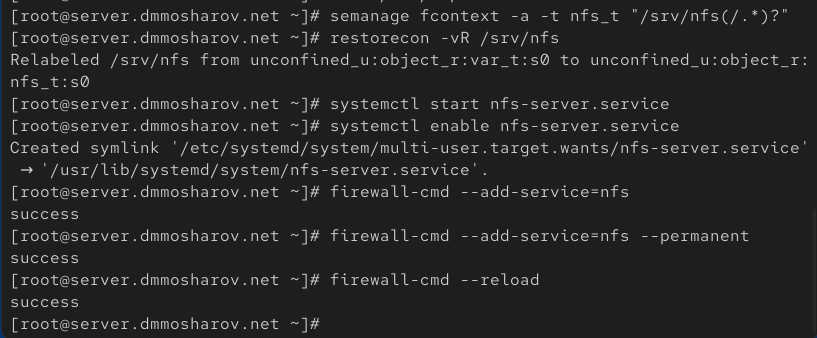 [root@server.dmmosharov.net ~]# semanage fcontext -a -t nfs_t "/srv/nfs(/.*)?"
[root@server.dmmosharov.net ~]# restorecon -vR /srv/nfs
Relabeled /srv/nfs from unconfined_u:object_r:var_t:s0 to unconfined_u:object_r:
nfs_t:s0
[root@server.dmmosharov.net ~]# systemctl start nfs-server.service
[root@server.dmmosharov.net ~]# systemctl enable nfs-server.service
Created symlink '/etc/systemd/system/multi-user.target.wants/nfs-server.service'
→ '/usr/lib/systemd/system/nfs-server.service'.
[root@server.dmmosharov.net ~]# firewall-cmd --add-service=nfs
success
[root@server.dmmosharov.net ~]# firewall-cmd --add-service=nfs --permanent
success
[root@server.dmmosharov.net ~]# firewall-cmd --reload
success
[root@server.dmmosharov.net ~]#